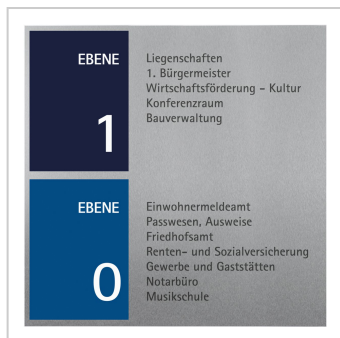 EBENE
1
Liegenschaften
1. Bürgermeister
Wirtschaftsförderung - Kultur
Konferenzraum
Bauverwaltung
EBENE
0
Einwohnermeldeamt
Passwesen, Ausweise
Friedhofsamt
Renten- und Sozialversicherung
Gewerbe und Gaststätten
Notarbüro
Musikschule